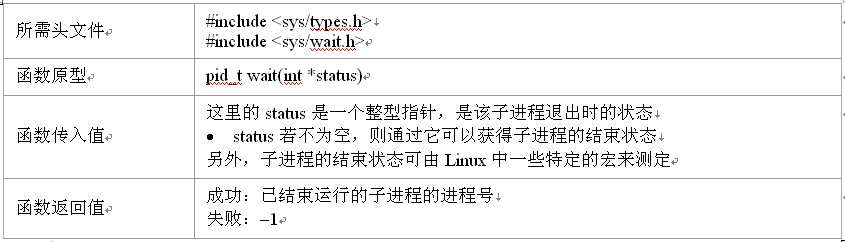 所需头文件
#include <sys/types.h>
#include <sys/wait.h>
函数原型
pid_t wait(int *status)
函数传入值
这里的 status 是一个整型指针，是该子进程退出时的状态
• status 若不为空，则通过它可以获得子进程的结束状态
另外，子进程的结束状态可由 Linux 中一些特定的宏来测定
函数返回值
成功：已结束运行的子进程的进程号
失败：–1